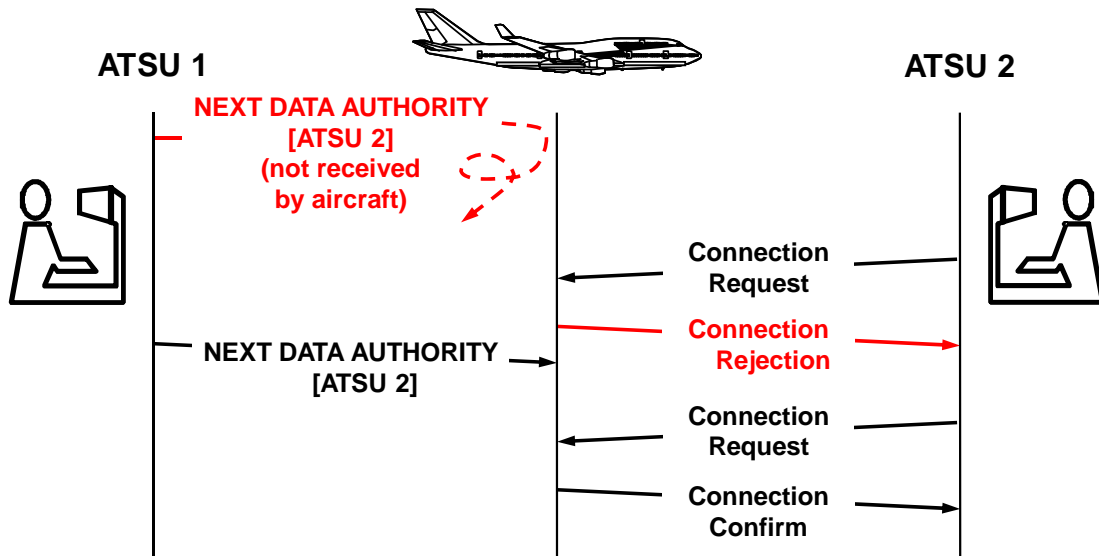 ATSU 1
ATSU 2
NEXT DATA AUTHORITY
[ATSU 2]
(not received
by aircraft)
Connection
Request
Connection
Rejection
NEXT DATA AUTHORITY
[ATSU 2]
Connection
Request
Connection
Confirm